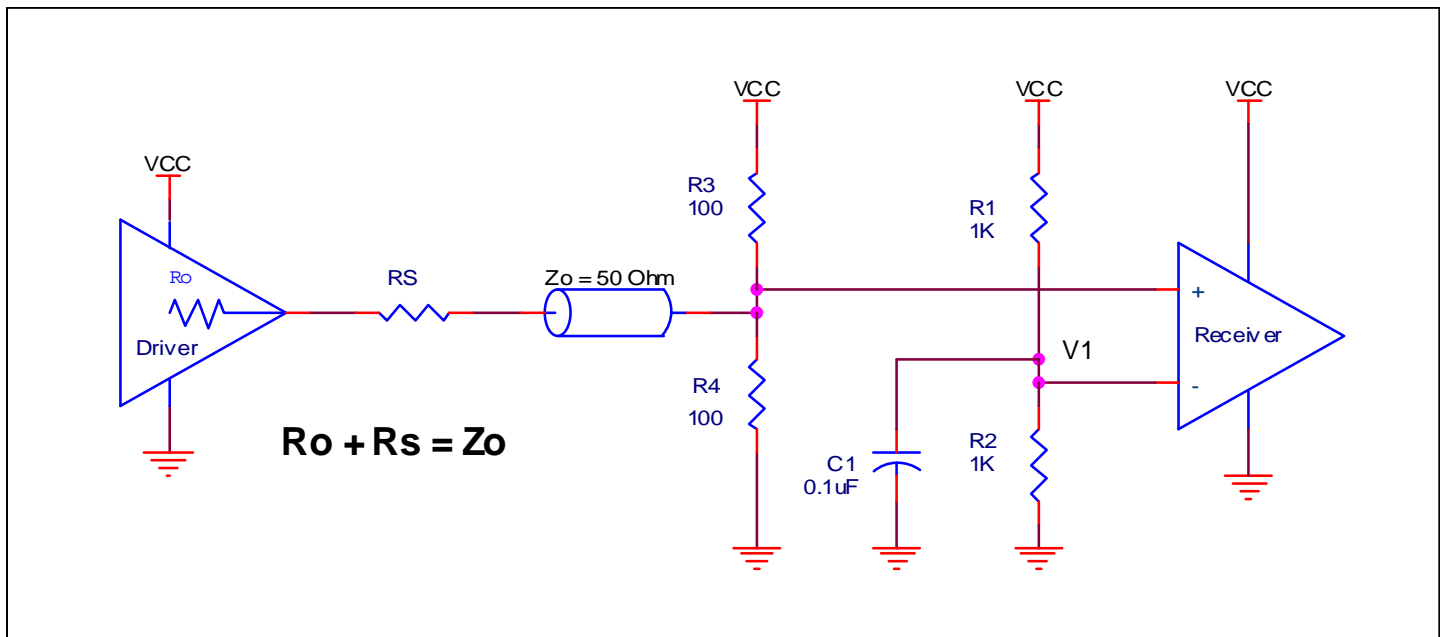 VCC
VCC
VCC
VCC
R3
100
R1
1K
Ro
RS
Zo = 50 Ohm
+
Driver
Receiver
V1
-
R4
100
Ro + Rs = Zo
R2
1K
C1
0.1uF